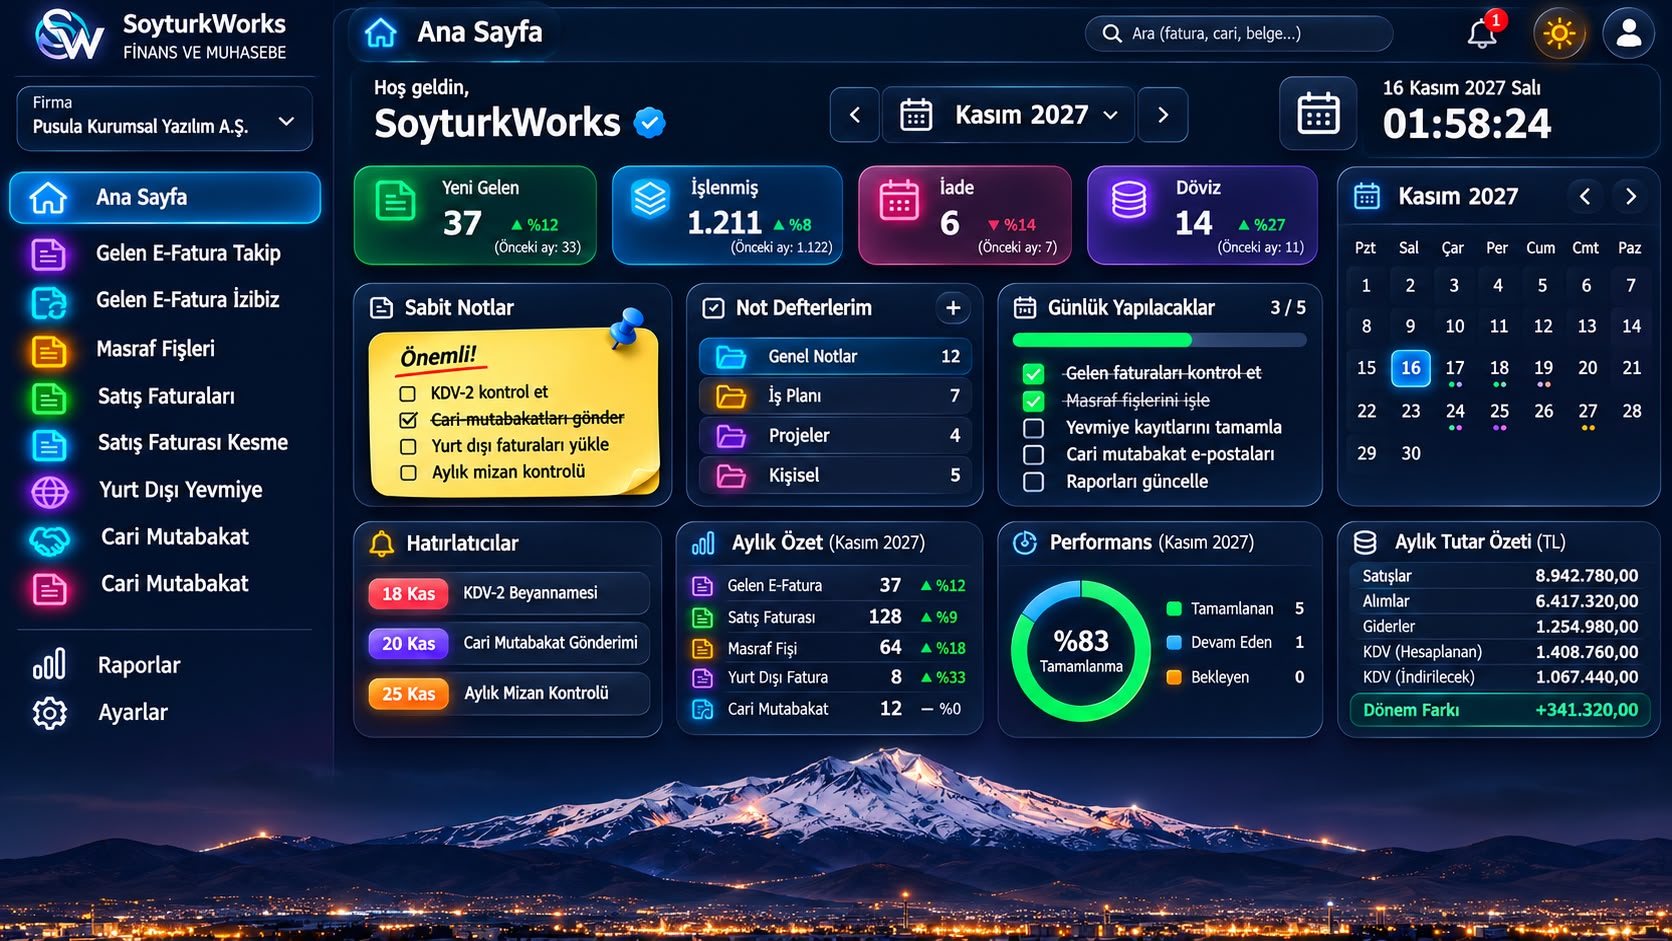 SW
SoyturkWorks
FİNANS VE MUHASEBE
Firma
Pusula Kurumsal Yazılım A.Ş.
Ana Sayfa
Gelen E-Fatura Takip
Gelen E-Fatura İzibiz
Masraf Fişleri
Satış Faturaları
Satış Faturası Kesme
Yurt Dışı Yevmiye
Cari Mutabakat
Cari Mutabakat
Raporlar
Ayarlar
Ana Sayfa
Ara (fatura, cari, belge...)
1
Hoş geldin,
SoyturkWorks
Kasım 2027
16 Kasım 2027 Salı
01:58:24
Yeni Gelen
37 ▲ %12
(Önceki ay: 33)
İşlenmiş
1.211 ▲ %8
(Önceki ay: 1.122)
İade
6 ▼ %14
(Önceki ay: 7)
Döviz
14 ▲ %27
(Önceki ay: 11)
Kasım 2027
Pzt Sal Çar Per Cum Cmt Paz
1 2 3 4 5 6 7
8 9 10 11 12 13 14
15 16 17 18 19 20 21
22 23 24 25 26 27 28
29 30
Sabit Notlar
Önemli!
KDV-2 kontrol et
Cari mutabakatları gönder
Yurt dışı faturaları yükle
Aylık mizan kontrolü
Not Defterlerim +
Genel Notlar 12
İş Planı 7
Projeler 4
Kişisel 5
Günlük Yapılacaklar 3 / 5
Gelen faturaları kontrol et
Masraf fişlerini işle
Yevmiye kayıtlarını tamamla
Cari mutabakat e-postaları
Raporları güncelle
Hatırlatıcılar
18 Kas KDV-2 Beyannamesi
20 Kas Cari Mutabakat Gönderimi
25 Kas Aylık Mizan Kontrolü
Aylık Özet (Kasım 2027)
Gelen E-Fatura 37 ▲ %12
Satış Faturası 128 ▲ %9
Masraf Fişi 64 ▲ %18
Yurt Dışı Fatura 8 ▲ %33
Cari Mutabakat 12 — %0
Performans (Kasım 2027)
%83
Tamamlanma
Tamamlanan 5
Devam Eden 1
Bekleyen 0
Aylık Tutar Özeti (TL)
Satışlar 8.942.780,00
Alımlar 6.417.320,00
Giderler 1.254.980,00
KDV (Hesaplanan) 1.408.760,00
KDV (İndirilecek) 1.067.440,00
Dönem Farkı +341.320,00